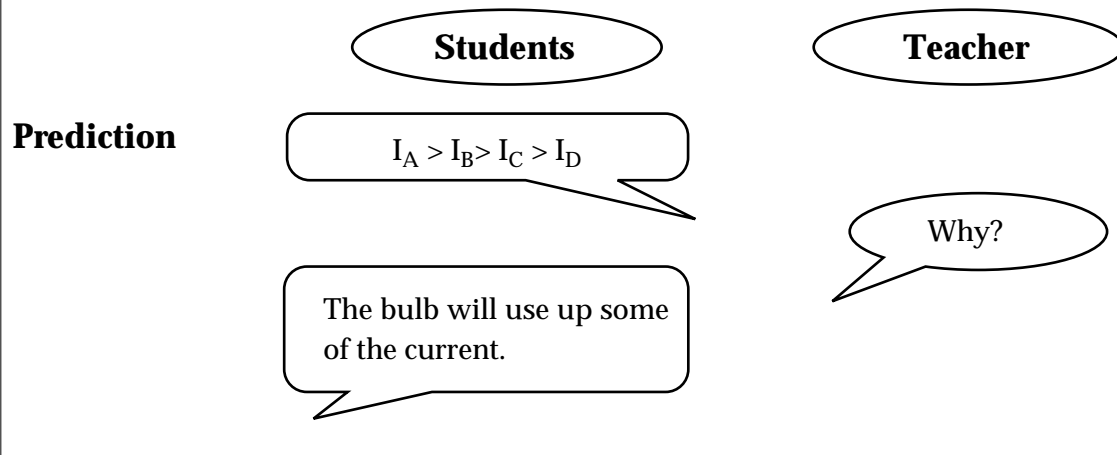 Students
Teacher
Prediction
I_A > I_B> I_C > I_D
Why?
The bulb will use up some
of the current.